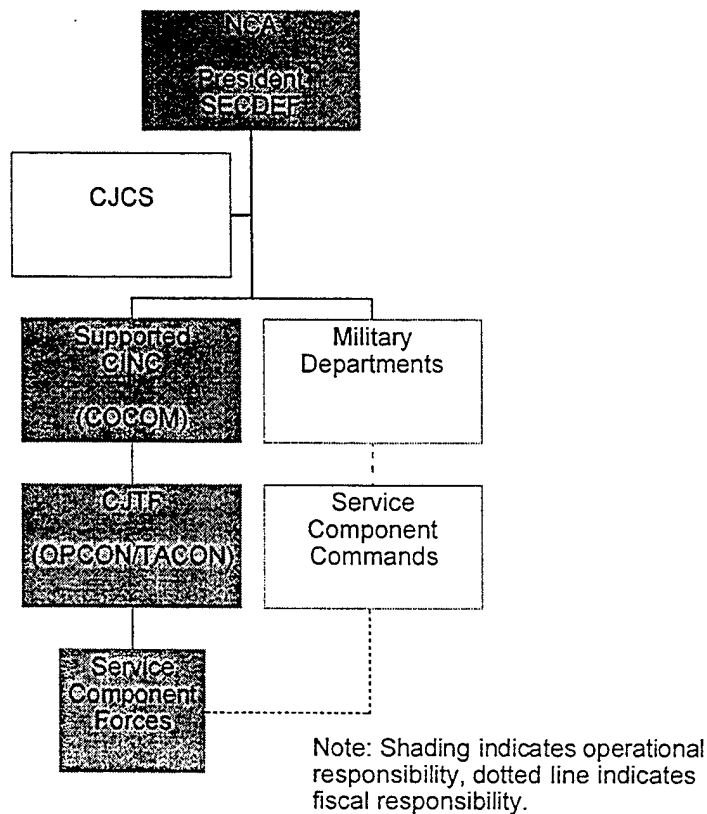 NCA
President
SECDEF
CJCS
Supported
CINC
(COCOM)
Military
Departments
CJTF
(OPCON/TACON)
Service
Component
Commands
Service
Component
Forces
Note: Shading indicates operational
responsibility, dotted line indicates
fiscal responsibility.